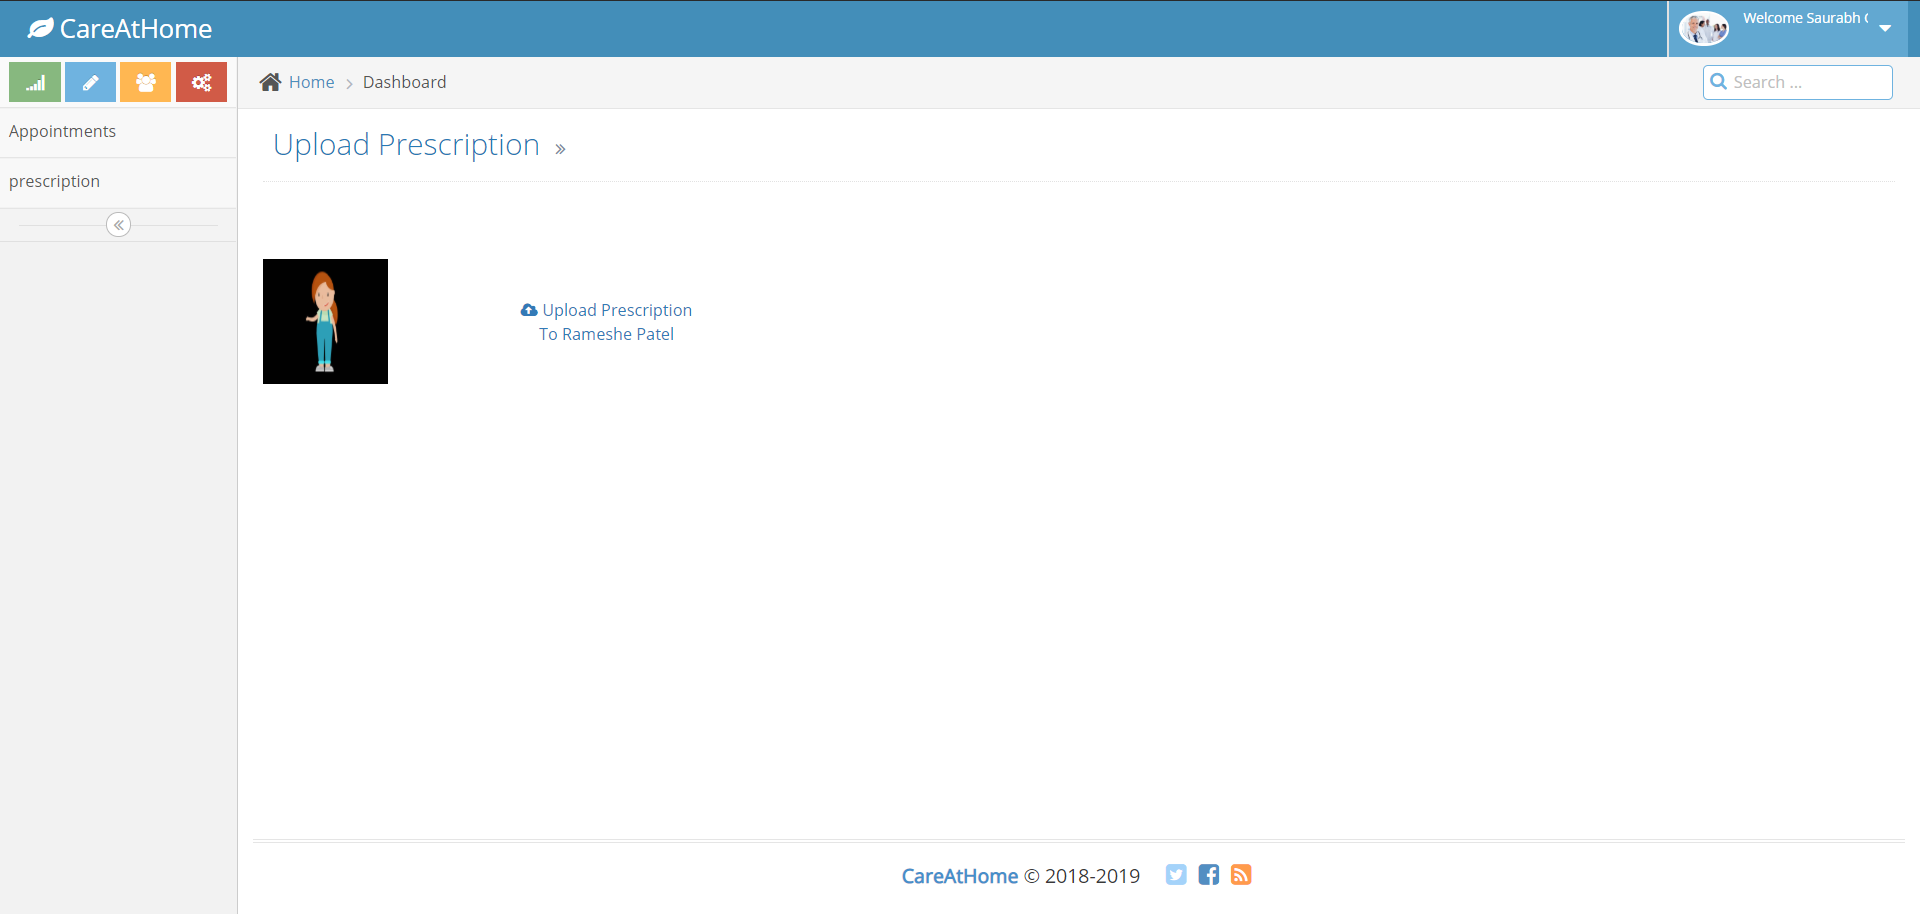 CareAtHome
Welcome Saurabh
Home
Dashboard
Search ...
Appointments
prescription
Upload Prescription
Upload Prescription
To Rameshe Patel
CareAtHome © 2018-2019